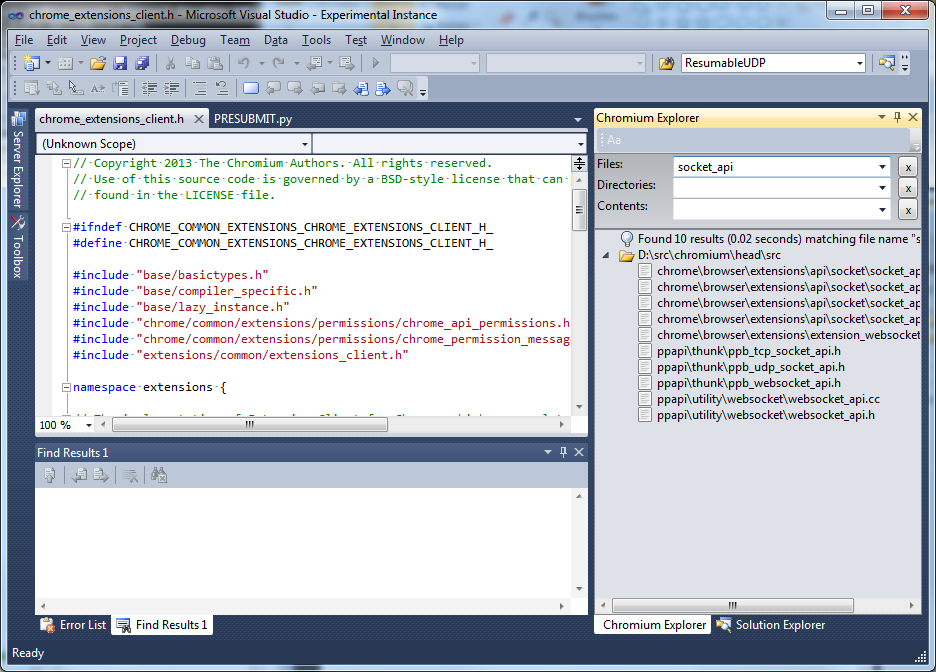 chrome_extensions_client.h - Microsoft Visual Studio - Experimental Instance
File Edit View Project Debug Team Data Tools Test Window Help
ResumableUDP
Server Explorer
Toolbox
chrome_extensions_client.h PRESUBMIT.py
(Unknown Scope)
// Copyright 2013 The Chromium Authors. All rights reserved.
// Use of this source code is governed by a BSD-style license that can
// found in the LICENSE file.
#ifndef CHROME_COMMON_EXTENSIONS_CHROME_EXTENSIONS_CLIENT_H_
#define CHROME_COMMON_EXTENSIONS_CHROME_EXTENSIONS_CLIENT_H_
#include "base/basictypes.h"
#include "base/compiler_specific.h"
#include "base/lazy_instance.h"
#include "chrome/common/extensions/permissions/chrome_api_permissions.h
#include "chrome/common/extensions/permissions/chrome_permission_message
#include "extensions/common/extensions_client.h"
namespace extensions {
100 %
Find Results 1
Error List Find Results 1
Chromium Explorer
Aa
Files: socket_api x
Directories: x
Contents: x
Found 10 results (0.02 seconds) matching file name "s
D:\src\chromium\head\src
chrome\browser\extensions\api\socket\socket_ap
chrome\browser\extensions\api\socket\socket_ap
chrome\browser\extensions\api\socket\socket_ap
chrome\browser\extensions\api\socket\socket_ap
chrome\browser\extensions\extension_websocket
ppapi\thunk\ppb_tcp_socket_api.h
ppapi\thunk\ppb_udp_socket_api.h
ppapi\thunk\ppb_websocket_api.h
ppapi\utility\websocket\websocket_api.cc
ppapi\utility\websocket\websocket_api.h
Chromium Explorer Solution Explorer
Ready